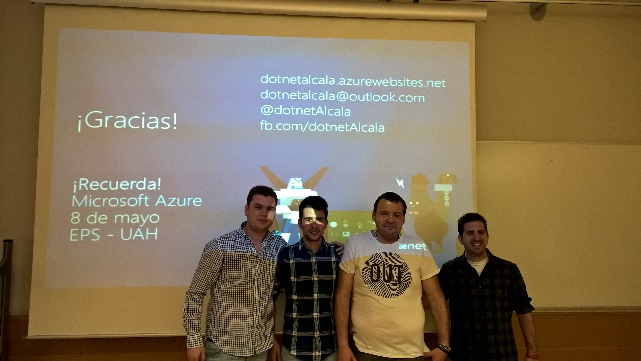 ¡Gracias!
dotnetalcala.azurewebsites.net
dotnetalcala@outlook.com
@dotnetAlcala
fb.com/dotnetAlcala
¡Recuerda!
Microsoft Azure
8 de mayo
EPS - UAH